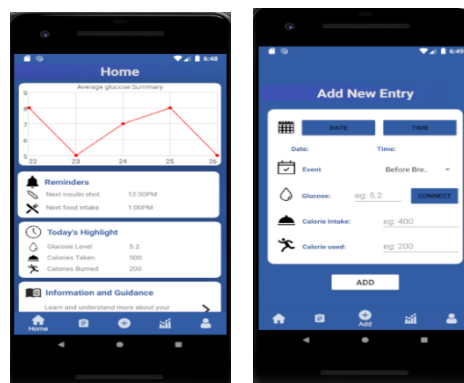 6:48
Home
Average glucose Summary
9
8
7
6
5
22 23 24 25 26
Reminders
Next insulin shot 12:30PM
Next food intake 1:00PM
Today's Highlight
Glucose Level 5.2
Calories Taken 500
Calories Burned 200
Information and Guidance
Learn and understand more about your
Home
6:49
Add New Entry
DATE TIME
Date: Time:
Event Before Bre..
Glucose: eg: 5.2 CONNECT
Calorie Intake: eg: 400
Calorie used: eg: 200
ADD
Add